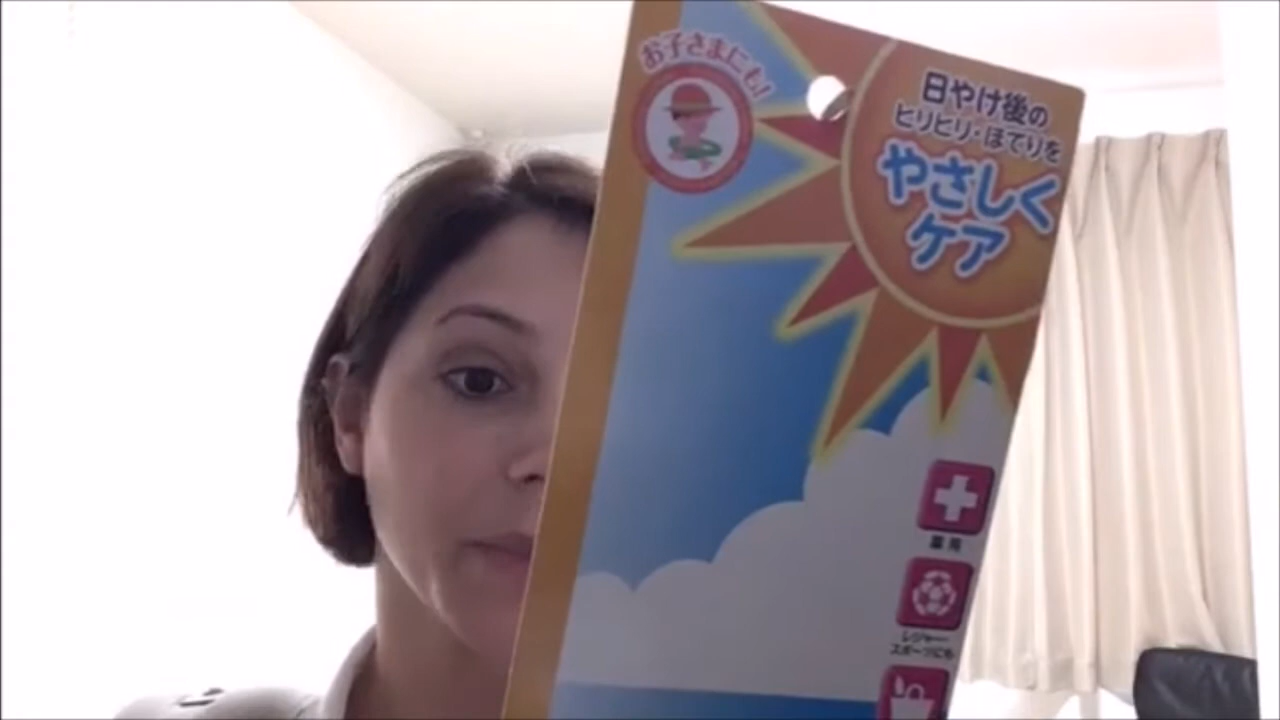 お子さまにも!
日やけ後の
ヒリヒリ・ほてりを
やさしく
ケア
薬用
レジャー
スポーツにも